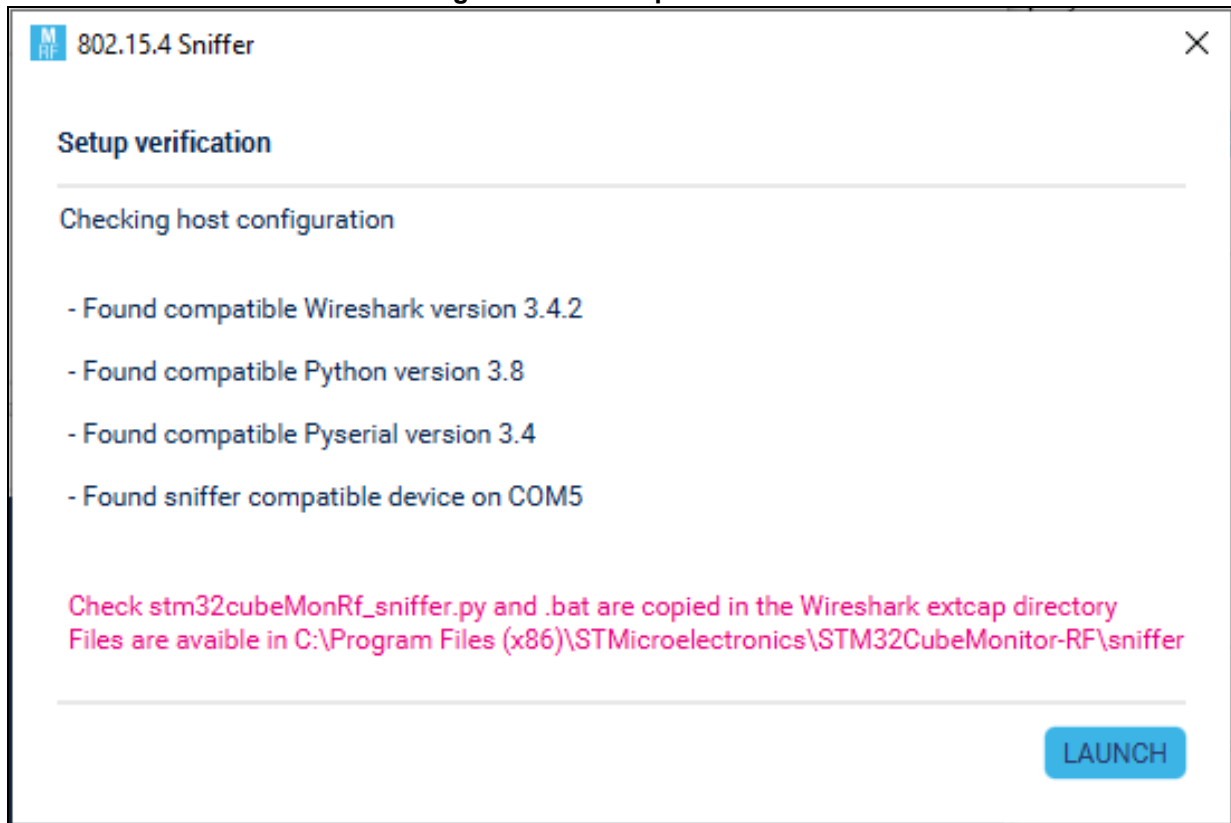 M
RF
802.15.4 Sniffer
Setup verification
Checking host configuration
- Found compatible Wireshark version 3.4.2
- Found compatible Python version 3.8
- Found compatible Pyserial version 3.4
- Found sniffer compatible device on COM5
Check stm32cubeMonRf_sniffer.py and .bat are copied in the Wireshark extcap directory
Files are avaible in C:\Program Files (x86)\STMicroelectronics\STM32CubeMonitor-RF\sniffer
LAUNCH